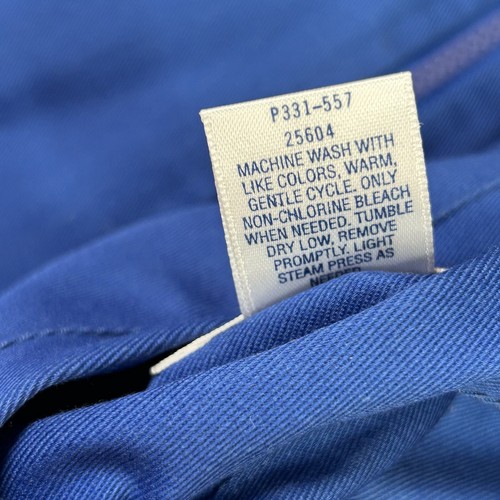 P331-557
25604
MACHINE WASH WITH
LIKE COLORS, WARM,
GENTLE CYCLE. ONLY
NON-CHLORINE BLEACH
WHEN NEEDED. TUMBLE
DRY LOW, REMOVE
PROMPTLY. LIGHT
STEAM PRESS AS
NEEDED